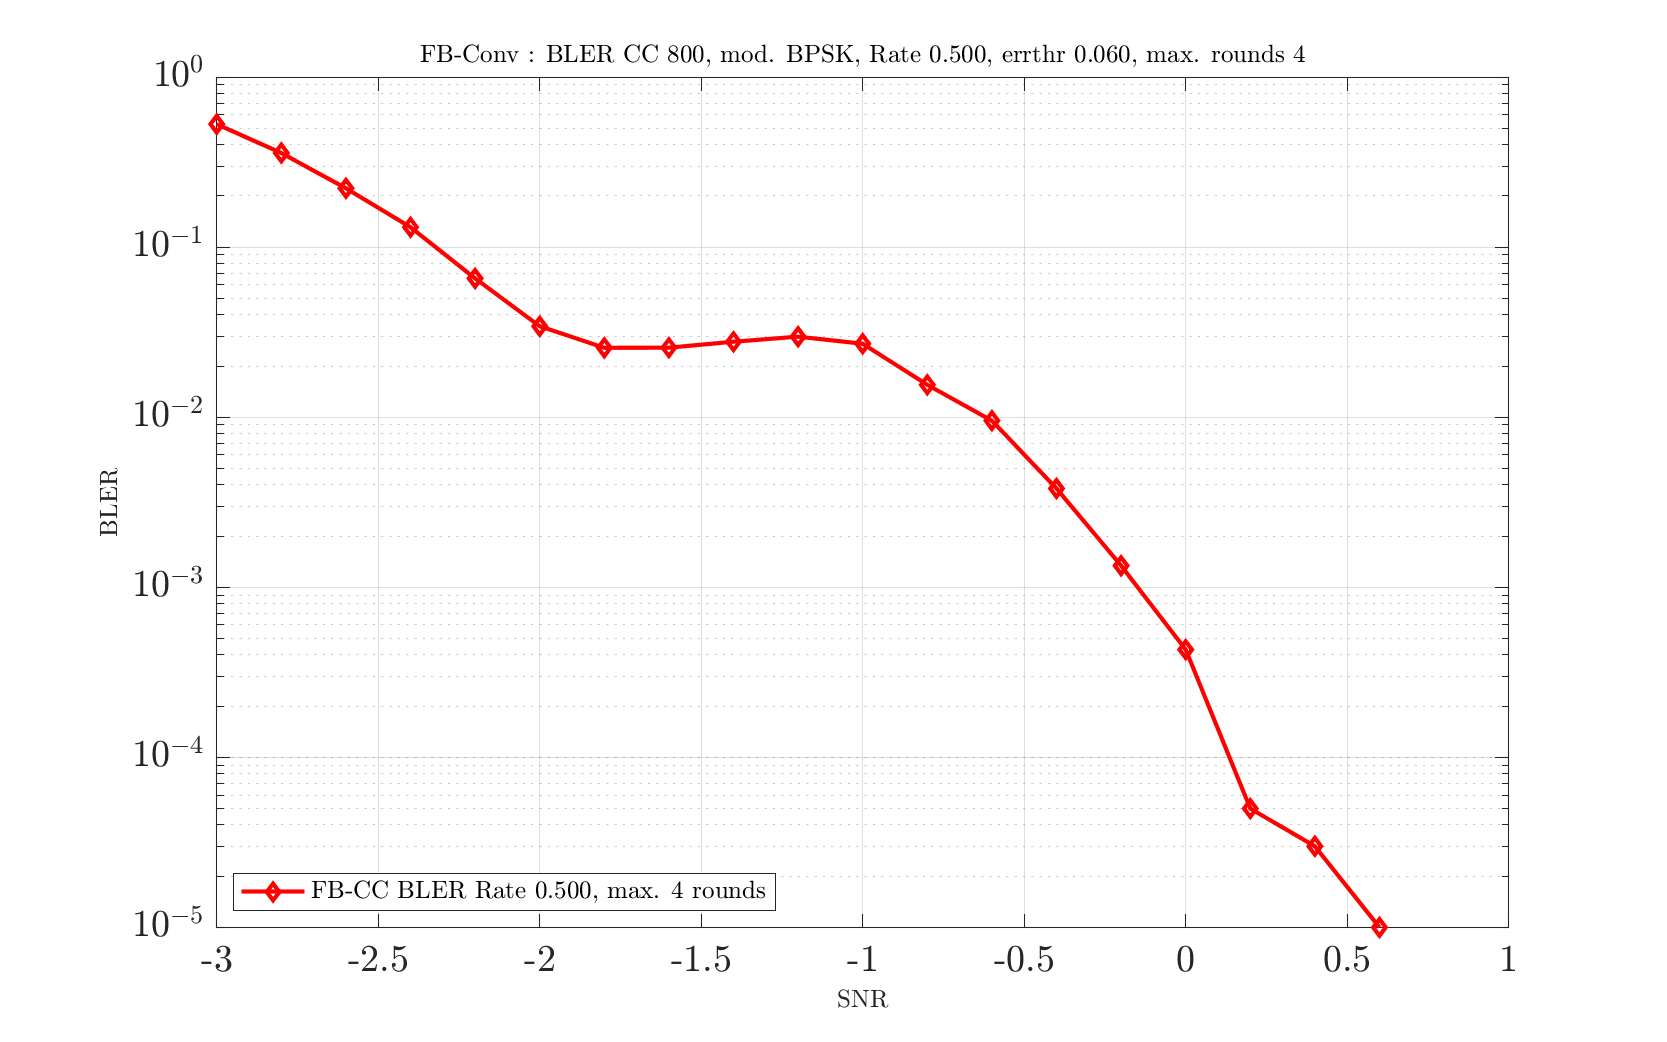 FB-Conv : BLER CC 800, mod. BPSK, Rate 0.500, errthr 0.060, max. rounds 4
10^0
10^-1
10^-2
10^-3
10^-4
10^-5
BLER
FB-CC BLER Rate 0.500, max. 4 rounds
-3 -2.5 -2 -1.5 -1 -0.5 0 0.5 1
SNR